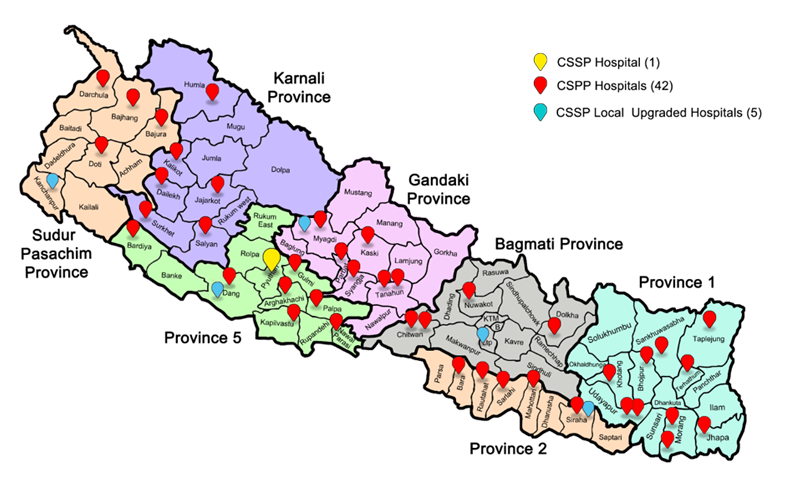 CSSP Hospital (1)
CSPP Hospitals (42)
CSSP Local Upgraded Hospitals (5)
Karnali
Province
Gandaki
Province
Bagmati Province
Province 1
Sudur
Pasachim
Province
Province 5
Province 2
Darchula
Bajhang
Bajura
Baitadi
Dadeldhura
Doti
Achham
Kanchanpur
Kailali
Humla
Mugu
Kalikot
Jumla
Dolpa
Dailekh
Jajarkot
Rukum west
Surkhet
Salyan
Rukum
East
Rolpa
Bardiya
Banke
Dang
Gulmi
Arghakhachi
Palpa
Kapilvastu
Rupandehi
Mustang
Manang
Myagdi
Baglung
Kaski
Lamjung
Gorkha
Syangja
Tanahun
Nawalpur
Rasuwa
Dhading
Nuwakot
Sindhupalchowk
Dolkha
KTM
B
Chitwan
Makwanpur
Kavre
Ramechhap
Sindhuli
Parsa
Bara
Rautahat
Sarlahi
Mahottari
Dhanusha
Siraha
Saptari
Solukhumbu
Sankhuwasabha
Taplejung
Okhaldhunga
Khotang
Bhojpur
Terhathum
Panchthar
Udayapur
Dhankuta
Ilam
Sunsari
Morang
Jhapa